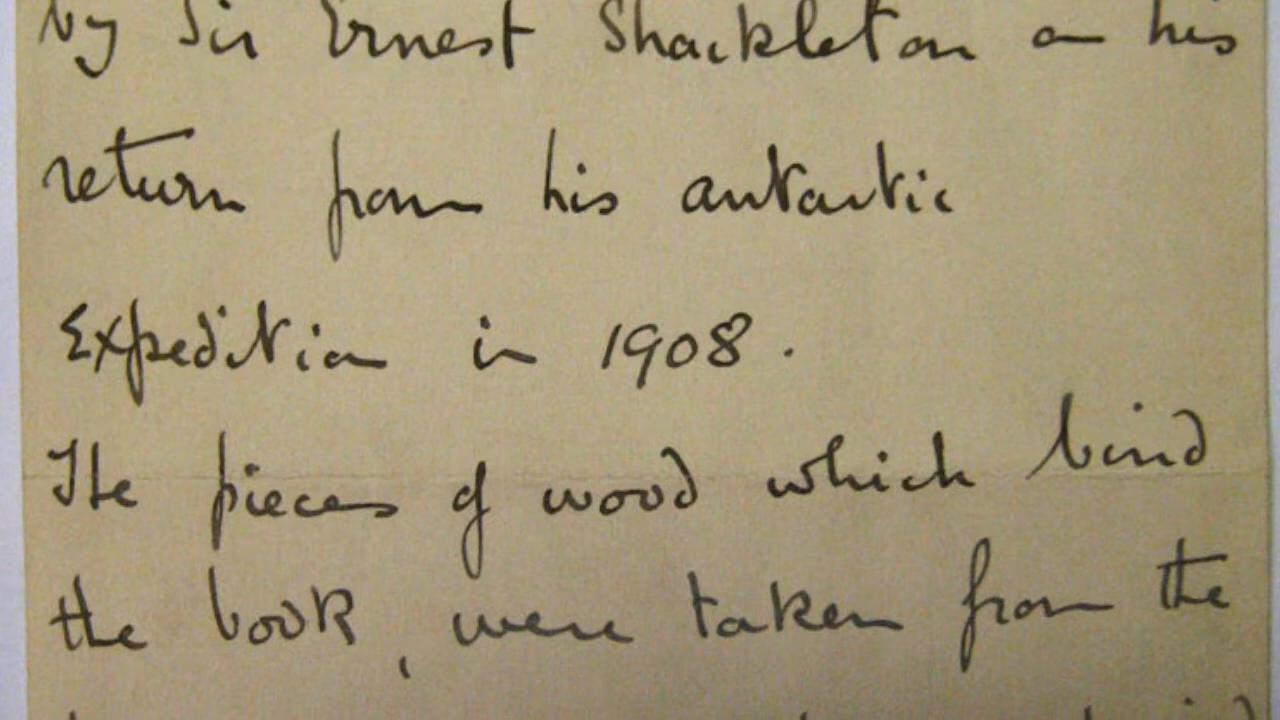 by Sir Ernest Shackleton on his
return from his antartic
Expedition in 1908.
The pieces of wood which bind
the book, were taken from the